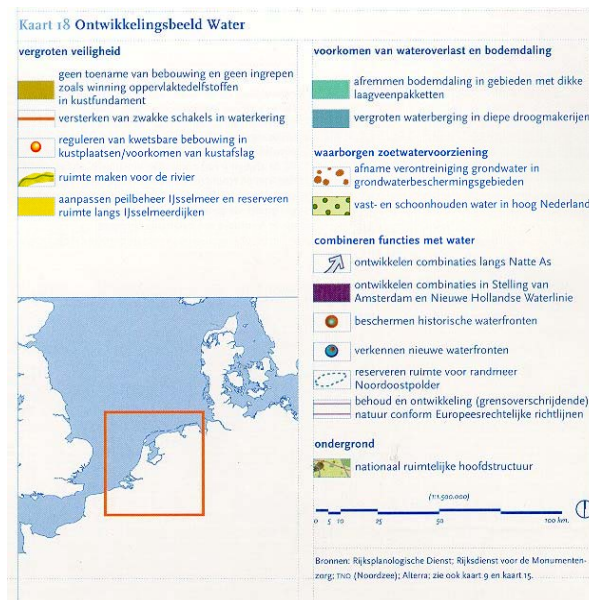 Kaart 18 Ontwikkelingsbeeld Water
vergroten veiligheid
geen toename van bebouwing en geen ingrepen
zoals winning oppervlaktedelfstoffen
in kustfundament
versterken van zwakke schakels in waterkering
reguleren van kwetsbare bebouwing in
kustplaatsen/voorkomen van kustafslag
ruimte maken voor de rivier
aanpassen peilbeheer IJsselmeer en reserveren
ruimte langs IJsselmeerdijken
voorkomen van wateroverlast en bodemdaling
afremmen bodemdaling in gebieden met dikke
laagveenpakketten
vergroten waterberging in diepe droogmakerijen
waarborgen zoetwatervoorziening
afname verontreiniging grondwater in
grondwaterbeschermingsgebieden
vast- en schoonhouden water in hoog Nederland
combineren functies met water
ontwikkelen combinaties langs Natte As
ontwikkelen combinaties in Stelling van
Amsterdam en Nieuwe Hollandse Waterlinie
beschermen historische waterfronten
verkennen nieuwe waterfronten
reserveren ruimte voor randmeer
Noordoostpolder
behoud en ontwikkeling (grensoverschrijdende)
natuur conform Europeesrechtelijke richtlijnen
ondergrond
nationaal ruimtelijke hoofdstructuur
(1:1.500.000)
0 5 10 25 50 100 km.
Bronnen: Rijksplanologische Dienst; Rijksdienst voor de Monumenten-
zorg; TNO (Noordzee); Alterra; zie ook kaart 9 en kaart 15.